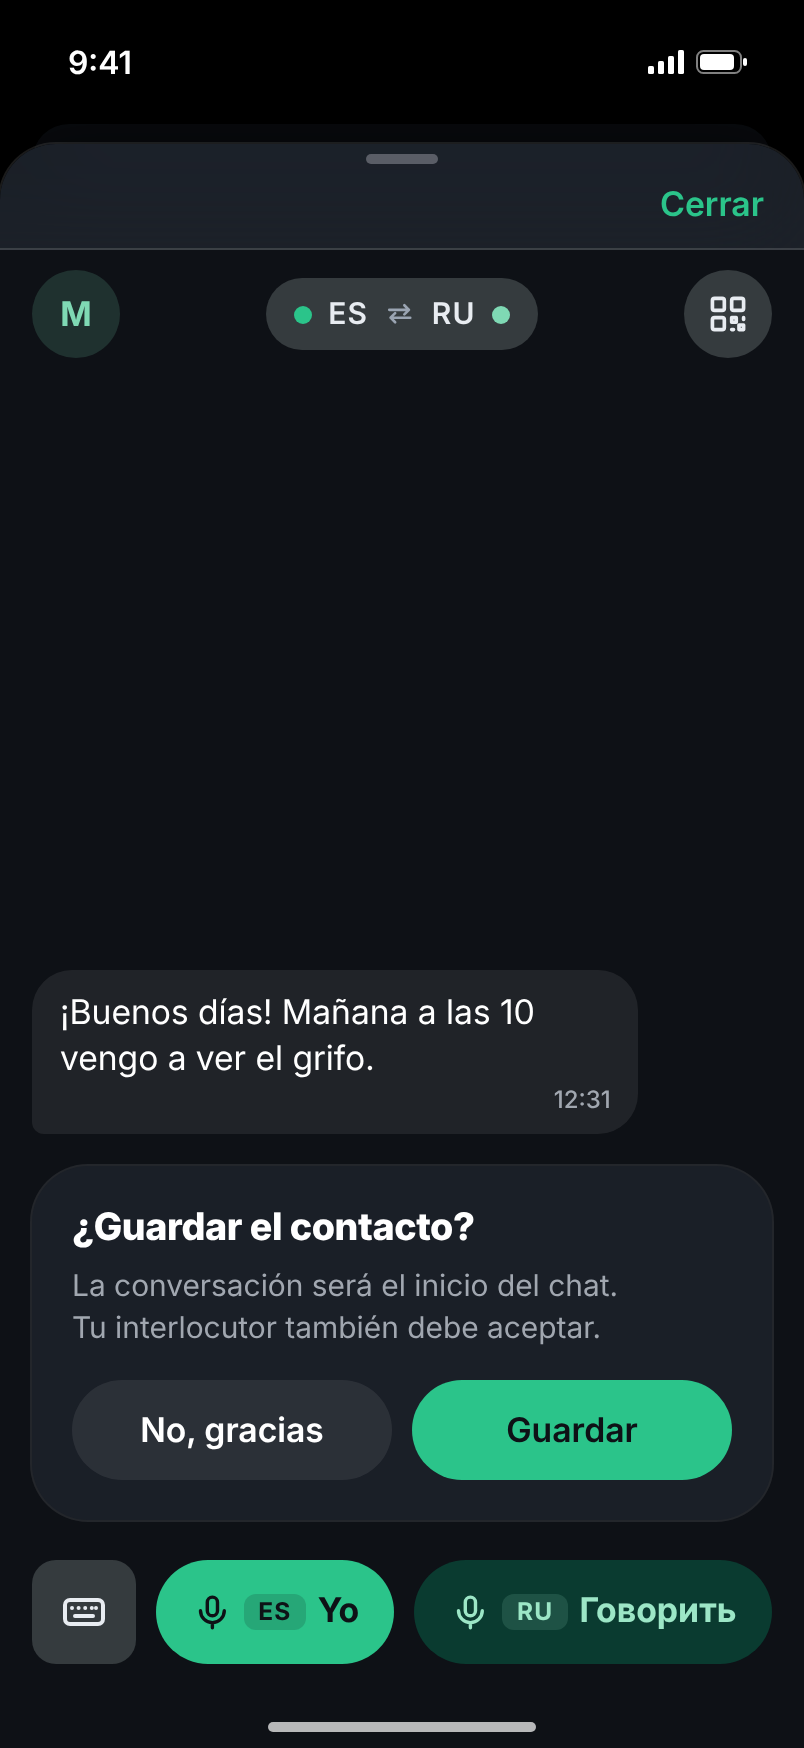 9:41
Cerrar
M
ES ⇄ RU
¡Buenos días! Mañana a las 10
vengo a ver el grifo.
12:31
¿Guardar el contacto?
La conversación será el inicio del chat.
Tu interlocutor también debe aceptar.
No, gracias
Guardar
ES Yo
RU Говорить